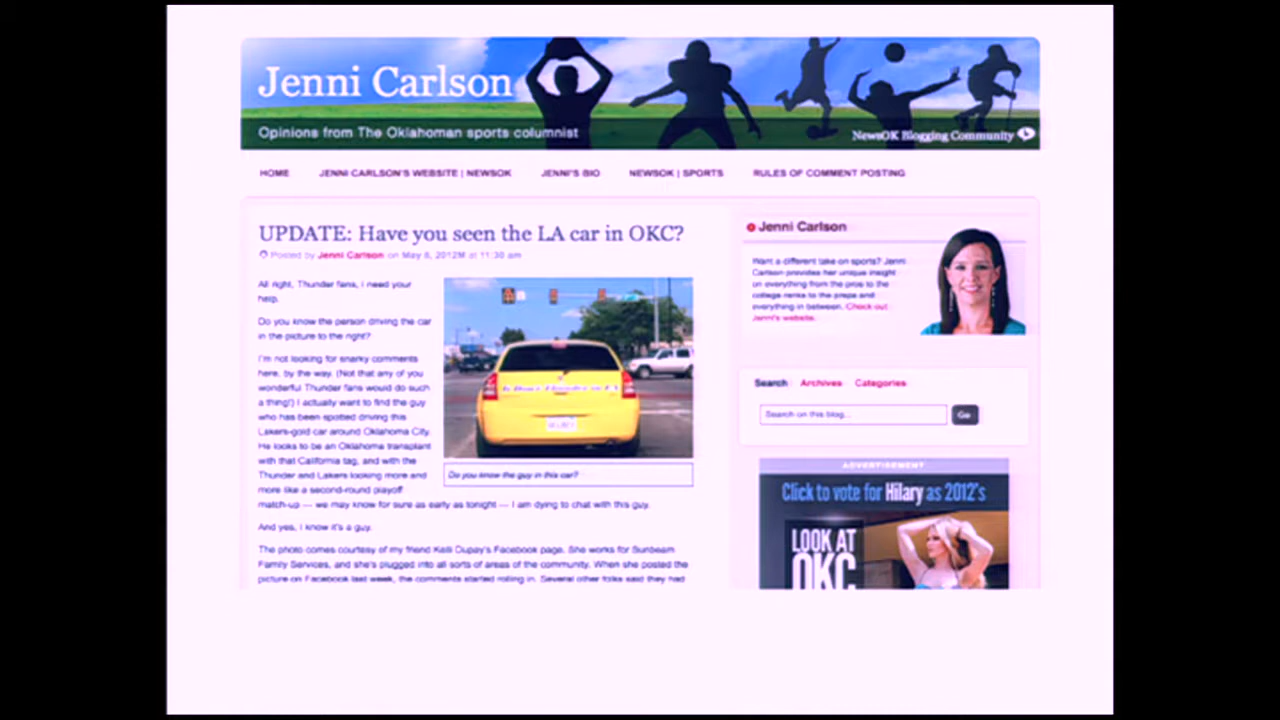 Jenni Carlson
Opinions from The Oklahoman sports columnist
NewsOK Blogging Community
HOME
JENNI CARLSON'S WEBSITE | NEWSOK
JENNI'S BIO
NEWSOK | SPORTS
RULES OF COMMENT POSTING
UPDATE: Have you seen the LA car in OKC?
Posted by Jenni Carlson on May 8, 2012M at 11:30 am
All right, Thunder fans, I need your
help.
Do you know the person driving the car
in the picture to the right?
I'm not looking for snarky comments
here, by the way. (Not that any of you
wonderful Thunder fans would do such
a thing!) I actually want to find the guy
who has been spotted driving this
Lakers-gold car around Oklahoma City.
He looks to be an Oklahoma transplant
with that California tag, and with the
Thunder and Lakers looking more and
more like a second-round playoff
match-up — we may know for sure as early as tonight — I am dying to chat with this guy.
Do you know the guy in this car?
And yes, I know it's a guy.
The photo comes courtesy of my friend Kelli Dupay's Facebook page. She works for Sunbeam
Family Services, and she's plugged into all sorts of areas of the community. When she posted the
picture on Facebook last week, the comments started rolling in. Several other folks said they had
Jenni Carlson
Want a different take on sports? Jenni
Carlson provides her unique insight
on everything from the pros to the
college ranks to the preps and
everything in between. Check out
Jenni's website.
Search Archives Categories
Search on this blog...
Go
ADVERTISEMENT
Click to vote for Hilary as 2012's
LOOK AT
OKC